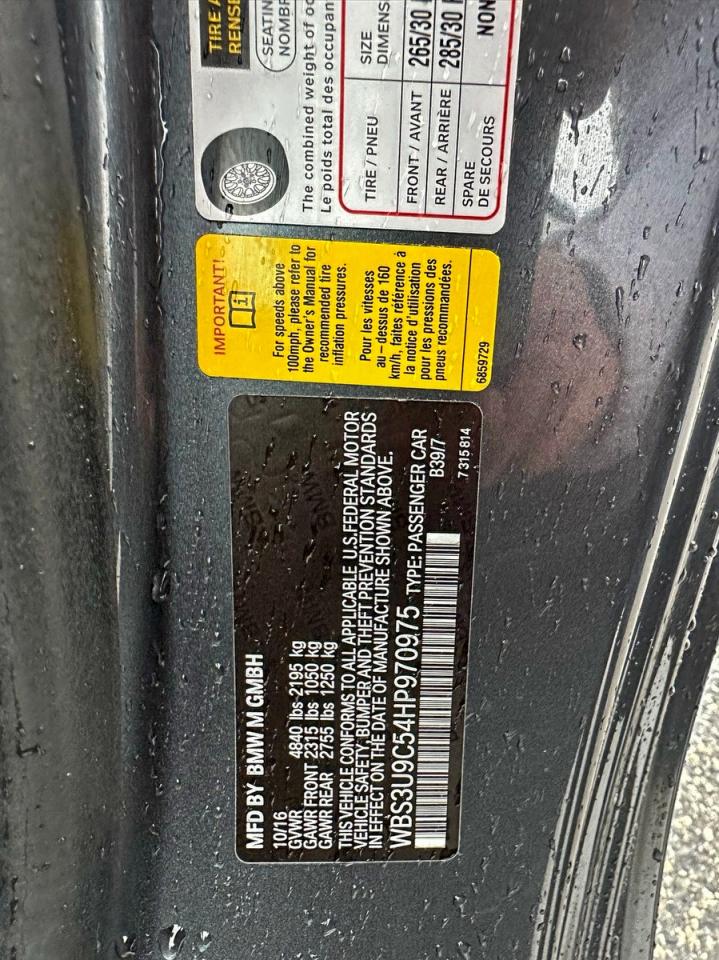 MFD BY BMW M GMBH
10/16
GVWR 4840 lbs 2195 kg
GAWR FRONT 2315 lbs 1050 kg
GAWR REAR 2755 lbs 1250 kg
THIS VEHICLE CONFORMS TO ALL APPLICABLE U.S.FEDERAL MOTOR
VEHICLE SAFETY, BUMPER AND THEFT PREVENTION STANDARDS
IN EFFECT ON THE DATE OF MANUFACTURE SHOWN ABOVE.
WBS3U9C54HP970975 TYPE: PASSENGER CAR
B39/7
7 315 814
IMPORTANT!
For speeds above
100mph, please refer to
the Owner's Manual for
recommended tire
inflation pressures.
Pour les vitesses
au-dessus de 160
km/h, faites référence à
la notice d'utilisation
pour les pressions des
pneus recommandées.
6859729
TIRE
RENSE
SEATIN
NOMBR
The combined weight of oc
Le poids total des occupan
TIRE / PNEU SIZE
DIMENS
FRONT / AVANT 265/30
REAR / ARRIÈRE 285/30
SPARE
DE SECOURS NON